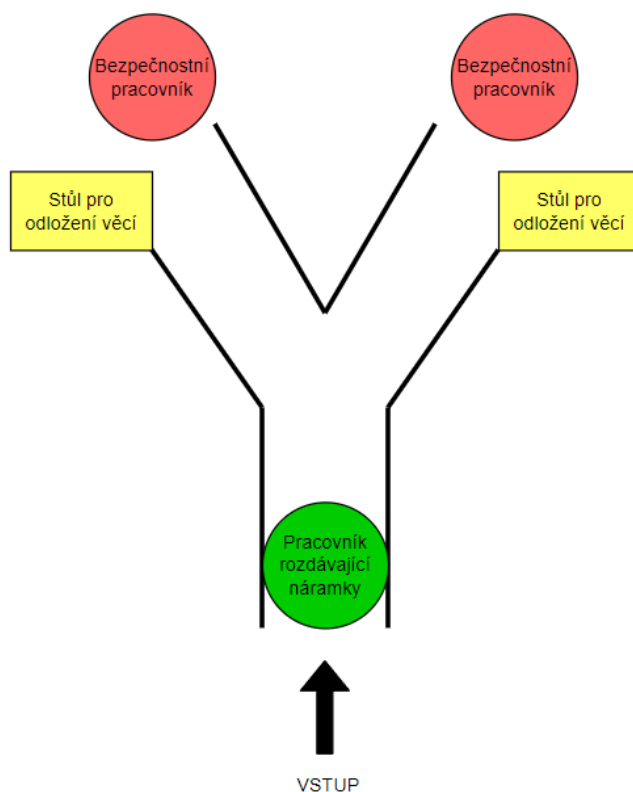 Bezpečnostní
pracovník
Bezpečnostní
pracovník
Stůl pro
odložení věcí
Stůl pro
odložení věcí
Pracovník
rozdávající
náramky
VSTUP